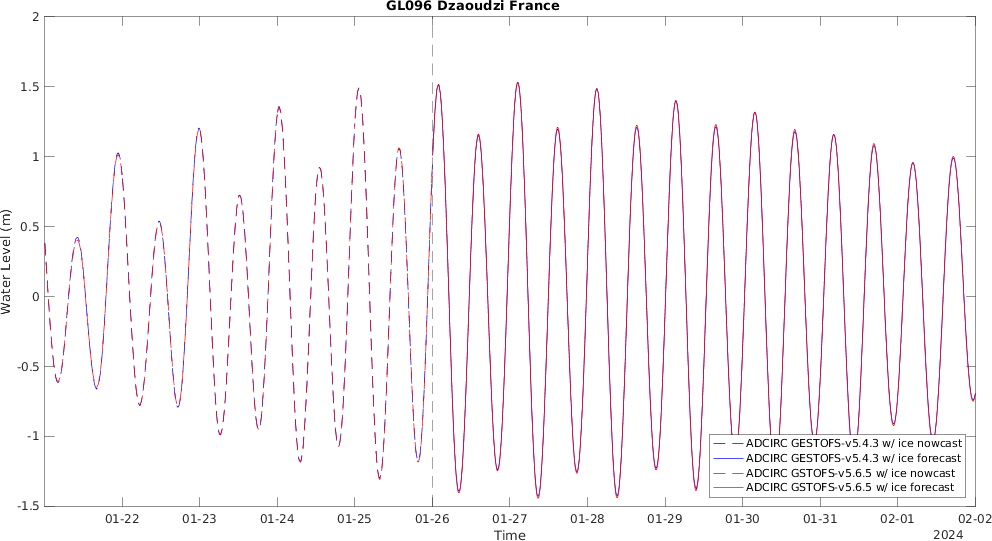 GL096 Dzaoudzi France
2
1.5
1
0.5
0
-0.5
-1
-1.5
Water Level (m)
ADCIRC GESTOFS-v5.4.3 w/ ice nowcast
ADCIRC GESTOFS-v5.4.3 w/ ice forecast
ADCIRC GSTOFS-v5.6.5 w/ ice nowcast
ADCIRC GSTOFS-v5.6.5 w/ ice forecast
01-22 01-23 01-24 01-25 01-26 01-27 01-28 01-29 01-30 01-31 02-01 02-02
Time
2024